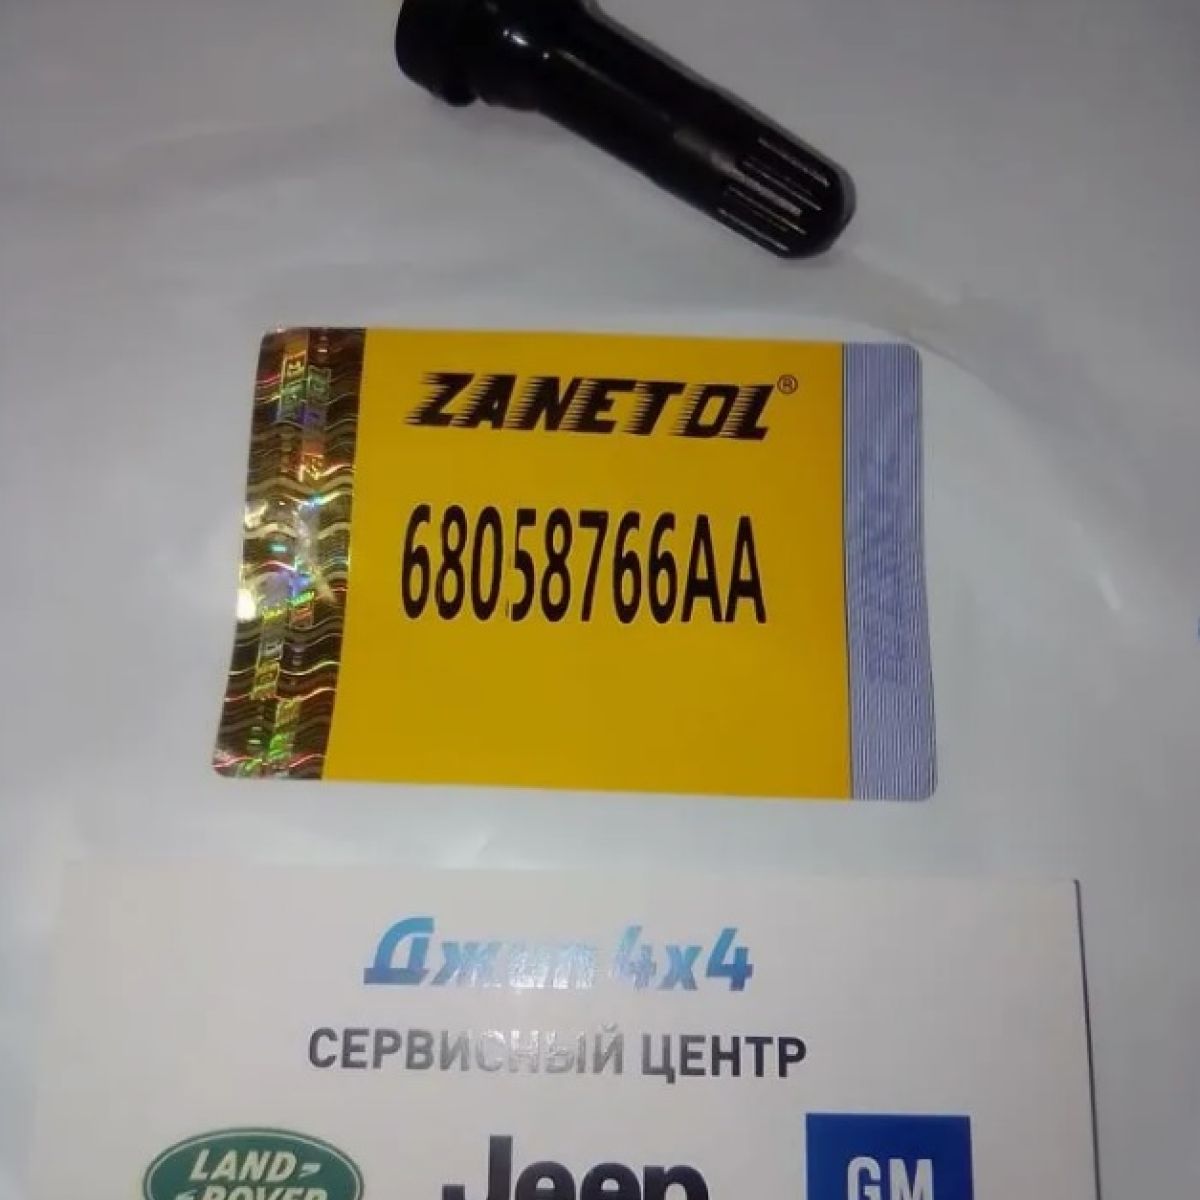 ZANETOL®
68058766AA
Джип 4x4
СЕРВИСНЫЙ ЦЕНТР
LAND ROVER
Jeep
GM